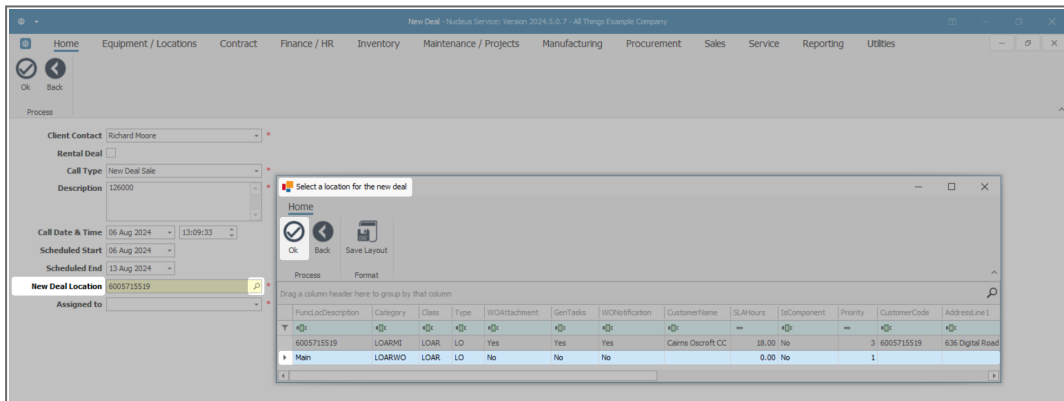 New Deal - Nucleus Service: Version 2024.5.0.7 - All Things Example Company
Home Equipment / Locations Contract Finance / HR Inventory Maintenance / Projects Manufacturing Procurement Sales Service Reporting Utilities
Ok Back
Process
Client Contact Richard Moore *
Rental Deal
Call Type New Deal Sale *
Description 126000 *
Call Date & Time 06 Aug 2024 13:09:33
Scheduled Start 06 Aug 2024
Scheduled End 13 Aug 2024
New Deal Location 6005715519 *
Assigned to *
Select a location for the new deal
Home
Ok Back Save Layout
Process Format
Drag a column header here to group by that column
FuncLocDescription Category Class Type WOAttachment GenTasks WONotification CustomerName SLAHours IsComponent Priority CustomerCode AddressLine1
6005715519 LOARMI LOAR LO Yes Yes Yes Cairns Oscroft CC 18.00 No 3 6005715519 636 Digital Road
Main LOARWO LOAR LO No No No 0.00 No 1